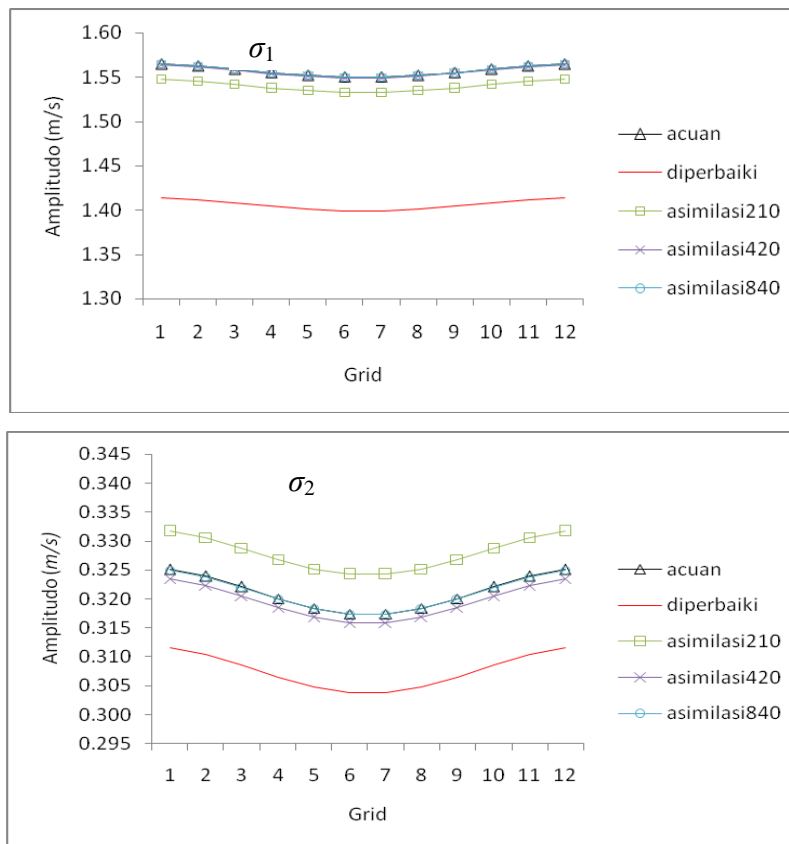 σ1
Amplitudo (m/s)
1.60
1.55
1.50
1.45
1.40
1.35
1.30
1 2 3 4 5 6 7 8 9 10 11 12
Grid
acuan
diperbaiki
asimilasi210
asimilasi420
asimilasi840
σ2
Amplitudo (m/s)
0.345
0.340
0.335
0.330
0.325
0.320
0.315
0.310
0.305
0.300
0.295
1 2 3 4 5 6 7 8 9 10 11 12
Grid
acuan
diperbaiki
asimilasi210
asimilasi420
asimilasi840